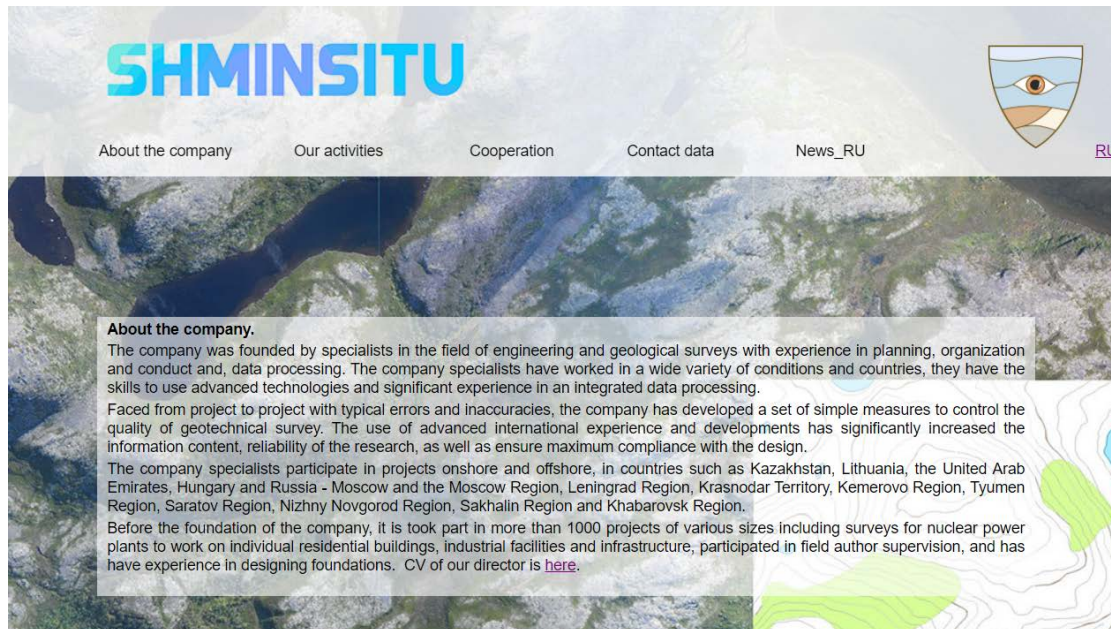 SHMINSITU
About the company Our activities Cooperation Contact data News_RU RU
About the company.
The company was founded by specialists in the field of engineering and geological surveys with experience in planning, organization
and conduct and, data processing. The company specialists have worked in a wide variety of conditions and countries, they have the
skills to use advanced technologies and significant experience in an integrated data processing.
Faced from project to project with typical errors and inaccuracies, the company has developed a set of simple measures to control the
quality of geotechnical survey. The use of advanced international experience and developments has significantly increased the
information content, reliability of the research, as well as ensure maximum compliance with the design.
The company specialists participate in projects onshore and offshore, in countries such as Kazakhstan, Lithuania, the United Arab
Emirates, Hungary and Russia - Moscow and the Moscow Region, Leningrad Region, Krasnodar Territory, Kemerovo Region, Tyumen
Region, Saratov Region, Nizhny Novgorod Region, Sakhalin Region and Khabarovsk Region.
Before the foundation of the company, it is took part in more than 1000 projects of various sizes including surveys for nuclear power
plants to work on individual residential buildings, industrial facilities and infrastructure, participated in field author supervision, and has
have experience in designing foundations. CV of our director is here.